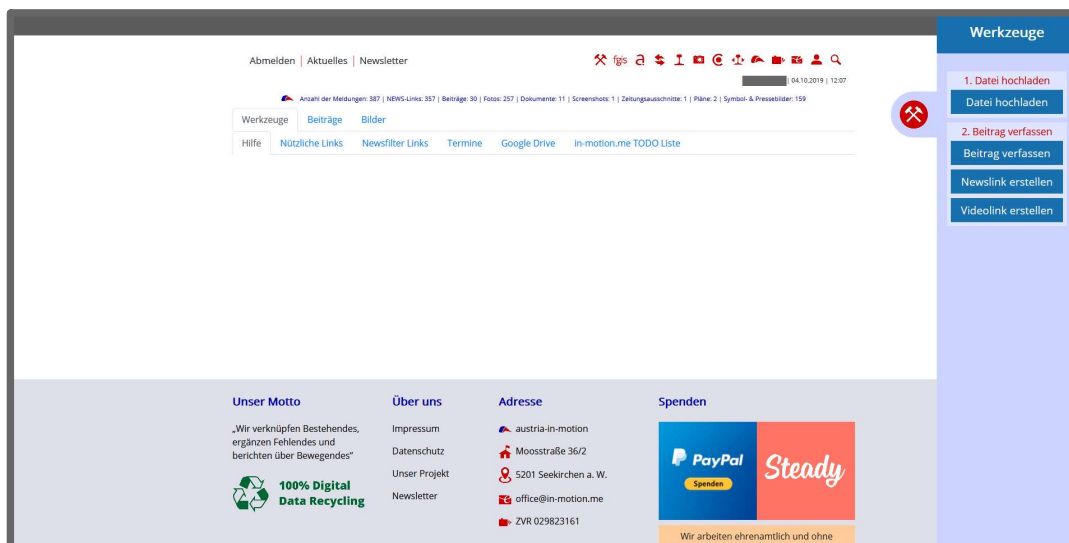 Werkzeuge
Abmelden | Aktuelles | Newsletter
fgis
| 04.10.2019 | 12:07
Anzahl der Meldungen: 387 | NEWS-Links: 357 | Beiträge: 30 | Fotos: 257 | Dokumente: 11 | Screenshots: 1 | Zeitungsausschnitte: 1 | Pläne: 2 | Symbol- & Pressebilder: 159
Werkzeuge Beiträge Bilder
Hilfe Nützliche Links Newsfilter Links Termine Google Drive in-motion.me TODO Liste
1. Datei hochladen
Datei hochladen
2. Beitrag verfassen
Beitrag verfassen
Newslink erstellen
Videolink erstellen
Unser Motto
„Wir verknüpfen Bestehendes,
ergänzen Fehlendes und
berichten über Bewegendes”
100% Digital
Data Recycling
Über uns
Impressum
Datenschutz
Unser Projekt
Newsletter
Adresse
austria-in-motion
Moosstraße 36/2
5201 Seekirchen a. W.
office@in-motion.me
ZVR 029823161
Spenden
PayPal
Spenden
Steady
Wir arbeiten ehrenamtlich und ohne